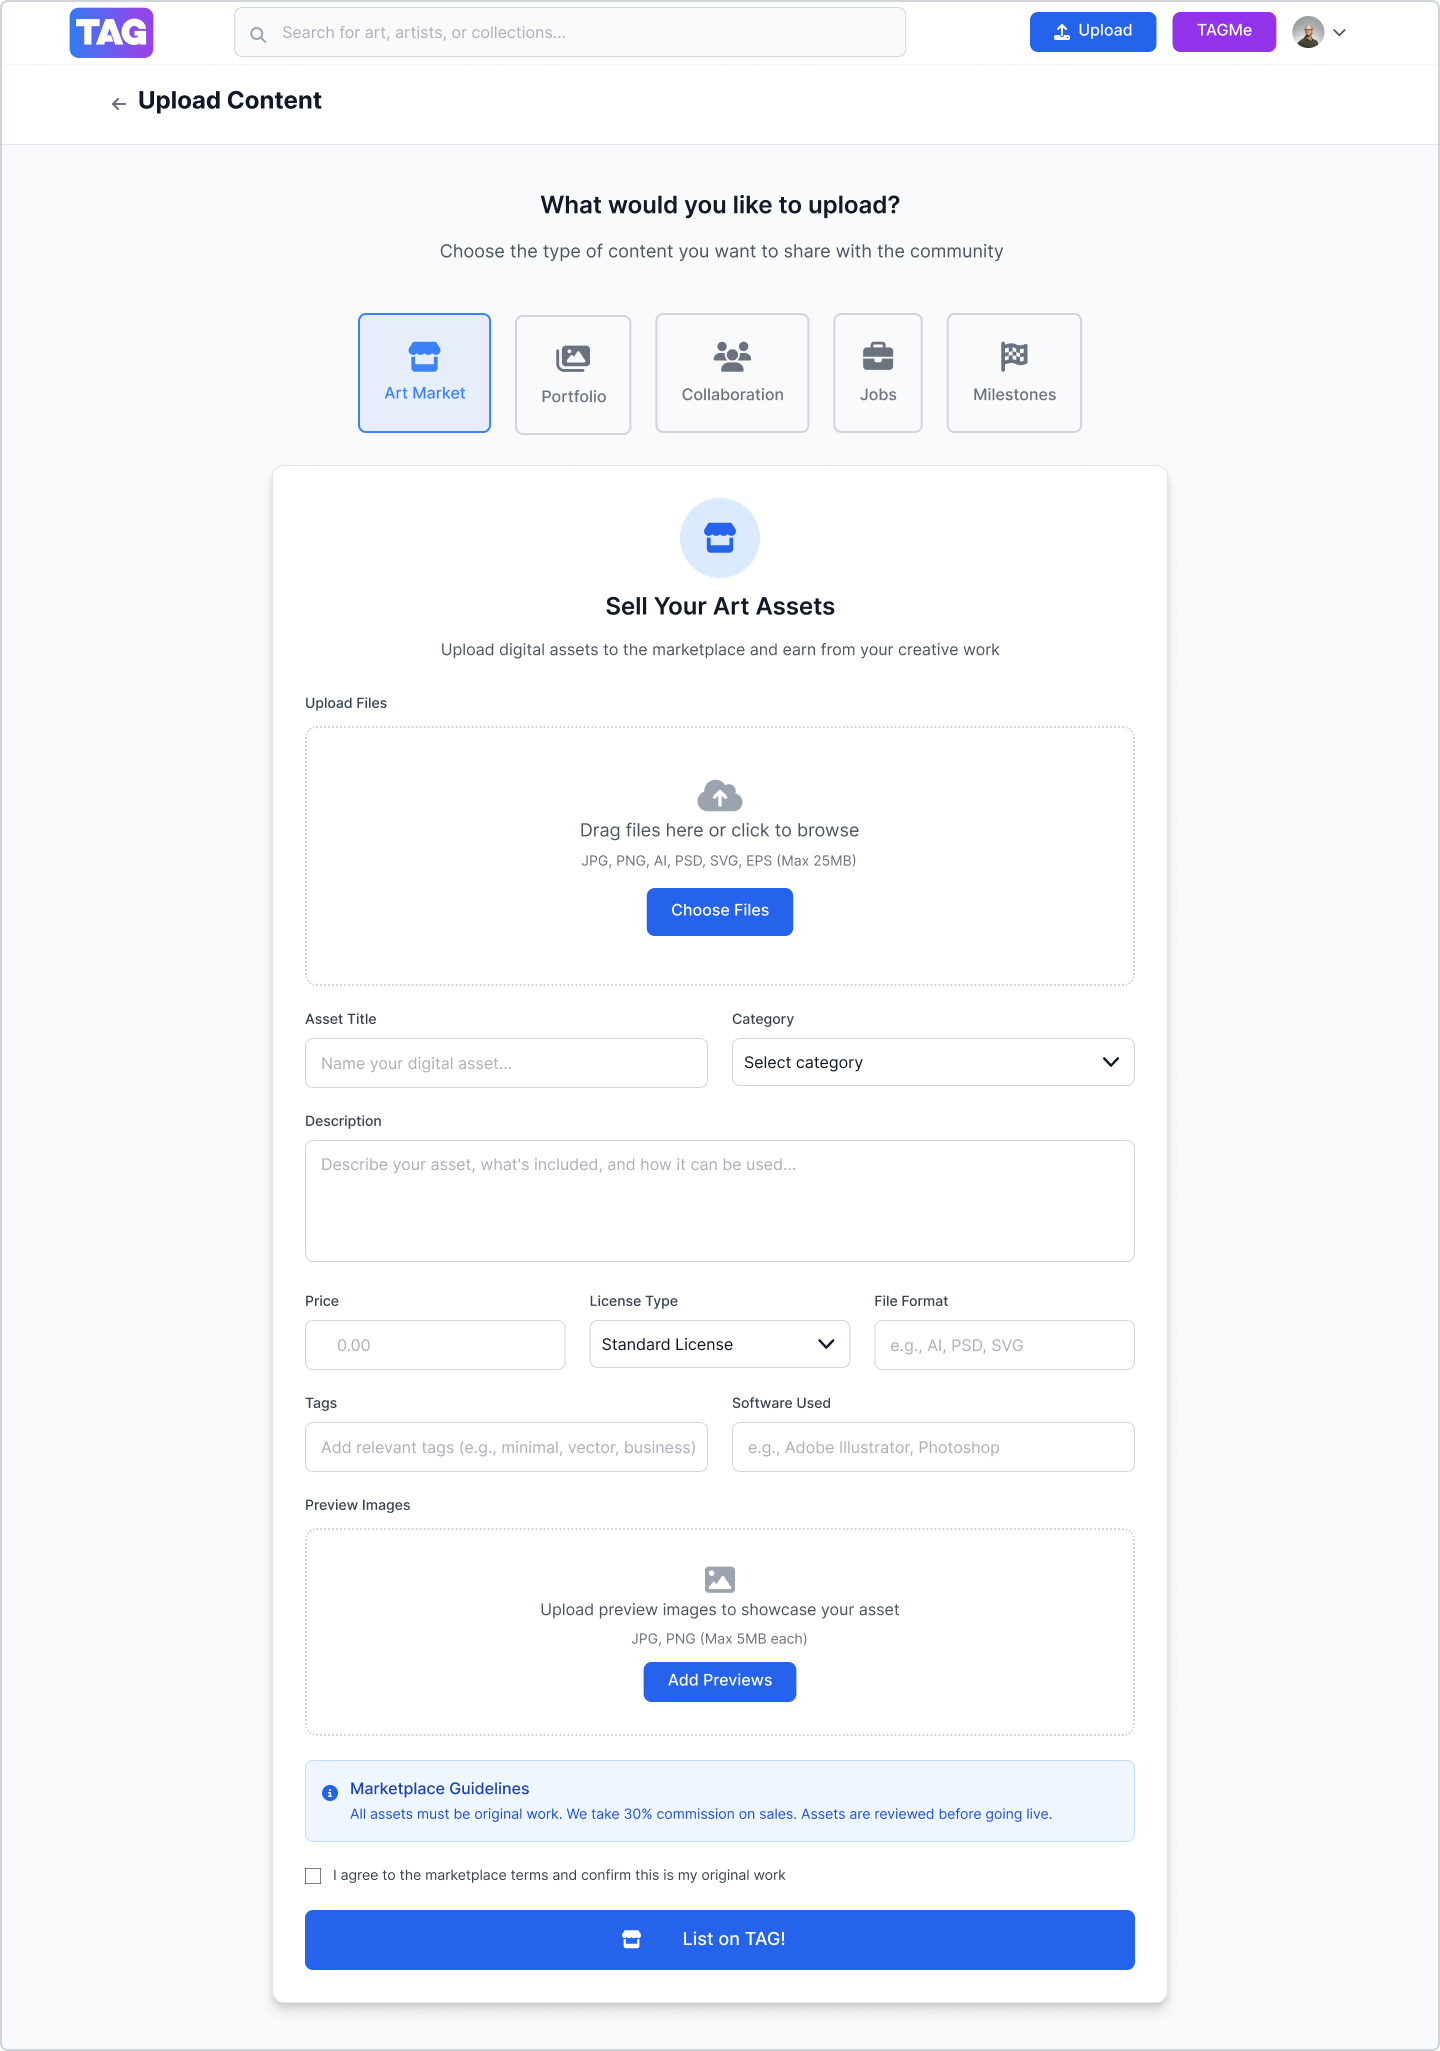 TAG
Search for art, artists, or collections...
Upload
TAGMe
Upload Content
What would you like to upload?
Choose the type of content you want to share with the community
Art Market
Portfolio
Collaboration
Jobs
Milestones
Sell Your Art Assets
Upload digital assets to the marketplace and earn from your creative work
Upload Files
Drag files here or click to browse
JPG, PNG, AI, PSD, SVG, EPS (Max 25MB)
Choose Files
Asset Title
Category
Name your digital asset...
Select category
Description
Describe your asset, what's included, and how it can be used...
Price
License Type
File Format
0.00
Standard License
e.g., AI, PSD, SVG
Tags
Software Used
Add relevant tags (e.g., minimal, vector, business)
e.g., Adobe Illustrator, Photoshop
Preview Images
Upload preview images to showcase your asset
JPG, PNG (Max 5MB each)
Add Previews
Marketplace Guidelines
All assets must be original work. We take 30% commission on sales. Assets are reviewed before going live.
I agree to the marketplace terms and confirm this is my original work
List on TAG!